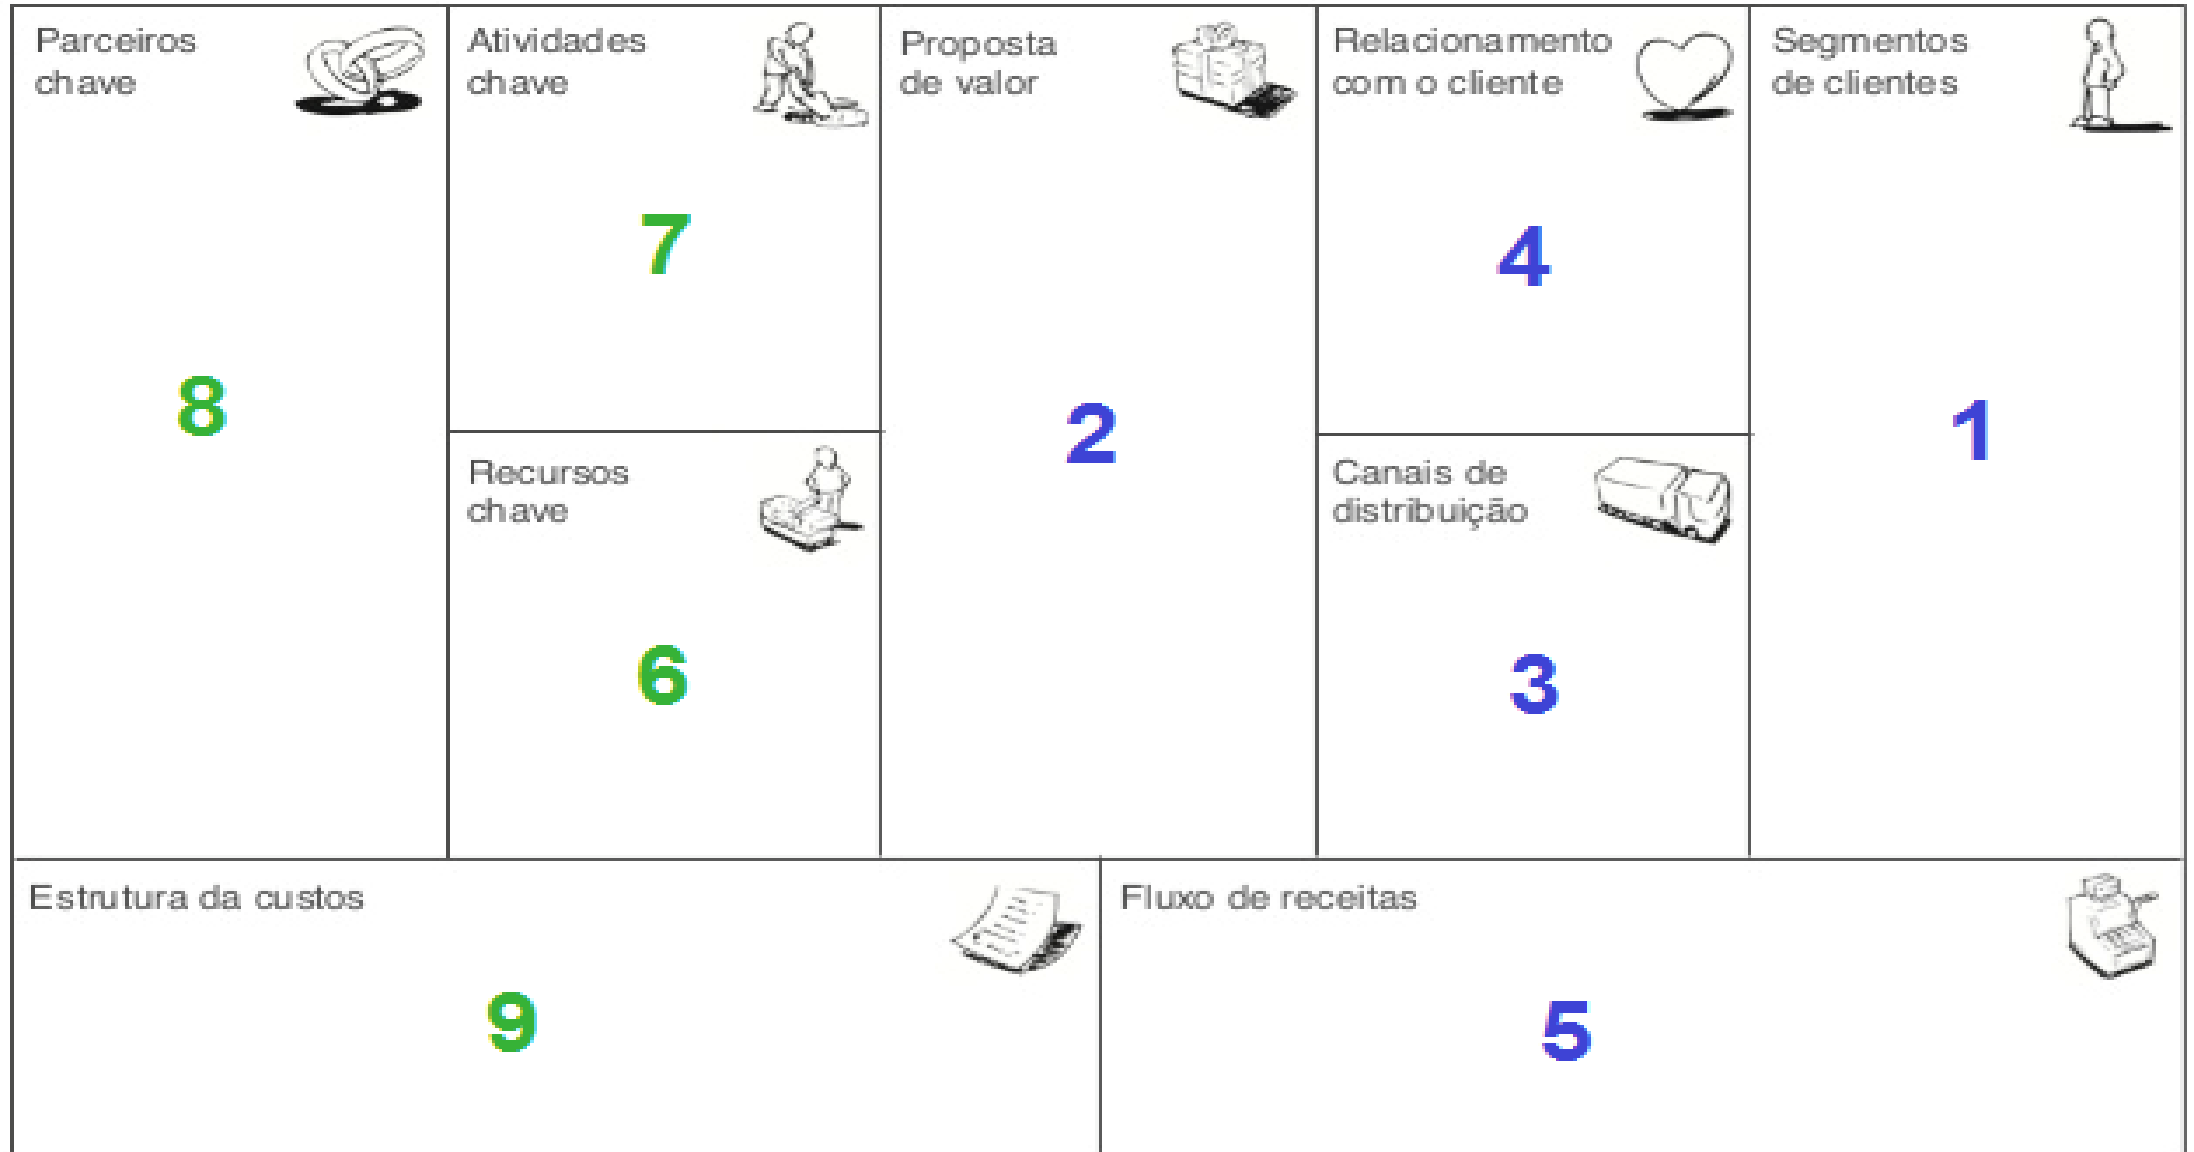 Parceiros
chave
8
Atividades
chave
7
Recursos
chave
6
Proposta
de valor
2
Relacionamento
com o cliente
4
Canais de
distribuição
3
Segmentos
de clientes
1
Estrutura da custos
9
Fluxo de receitas
5